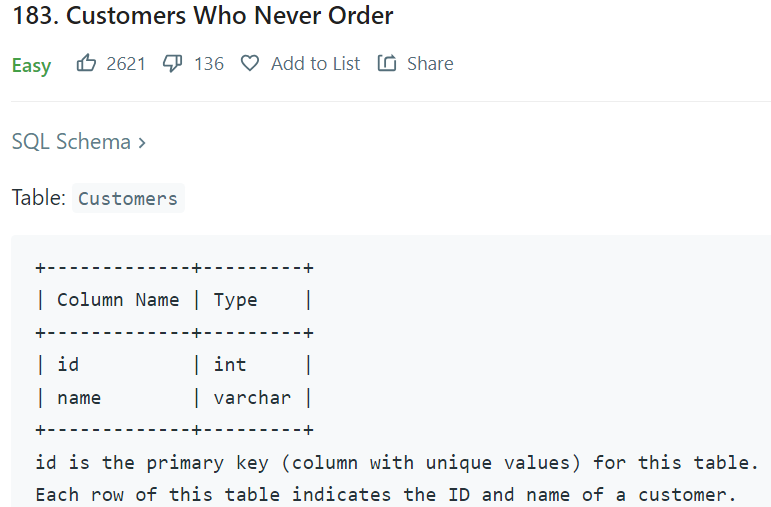 183. Customers Who Never Order
Easy 2621 136 Add to List Share
SQL Schema >
Table: Customers
+-------------+---------+
| Column Name | Type    |
+-------------+---------+
| id          | int     |
| name        | varchar |
+-------------+---------+
id is the primary key (column with unique values) for this table.
Each row of this table indicates the ID and name of a customer.